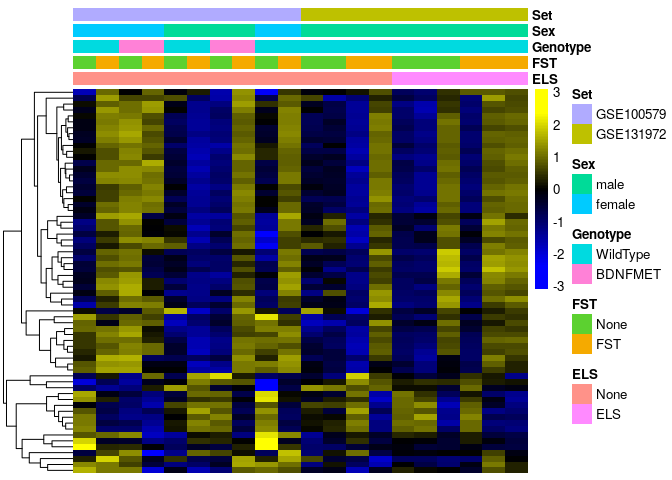 Set
Sex
Genotype
FST
ELS
3
2
1
0
-1
-2
-3
Set
GSE100579
GSE131972
Sex
male
female
Genotype
WildType
BDNFMET
FST
None
FST
ELS
None
ELS